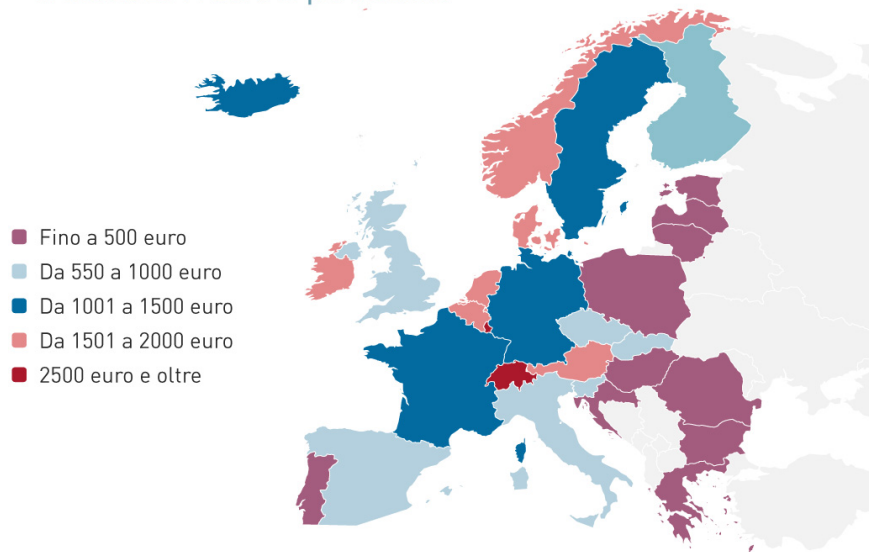 Fino a 500 euro
Da 550 a 1000 euro
Da 1001 a 1500 euro
Da 1501 a 2000 euro
2500 euro e oltre